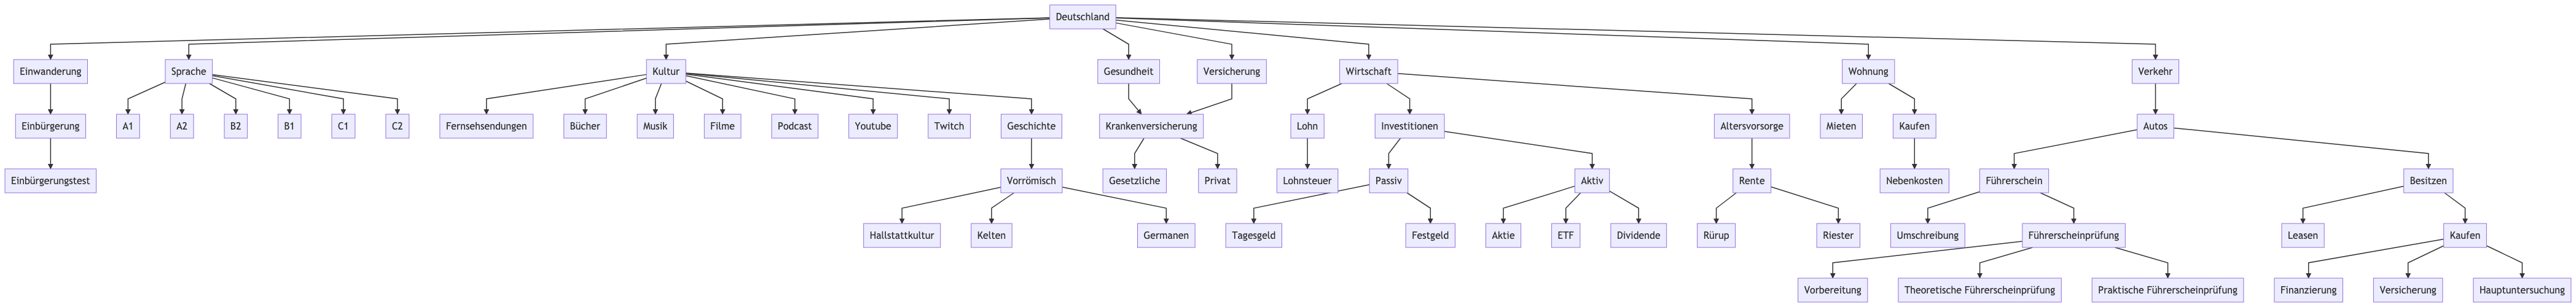 Deutschland
Einwanderung
Sprache
Kultur
Gesundheit
Versicherung
Wirtschaft
Wohnung
Verkehr
Einbürgerung
A1
A2
B2
B1
C1
C2
Fernsehsendungen
Bücher
Musik
Filme
Podcast
Youtube
Twitch
Geschichte
Krankenversicherung
Lohn
Investitionen
Altersvorsorge
Mieten
Kaufen
Autos
Einbürgerungstest
Vorrömisch
Gesetzliche
Privat
Lohnsteuer
Passiv
Aktiv
Rente
Nebenkosten
Führerschein
Besitzen
Hallstattkultur
Kelten
Germanen
Tagesgeld
Festgeld
Aktie
ETF
Dividende
Rürup
Riester
Umschreibung
Führerscheinprüfung
Leasen
Kaufen
Vorbereitung
Theoretische Führerscheinprüfung
Praktische Führerscheinprüfung
Finanzierung
Versicherung
Hauptuntersuchung